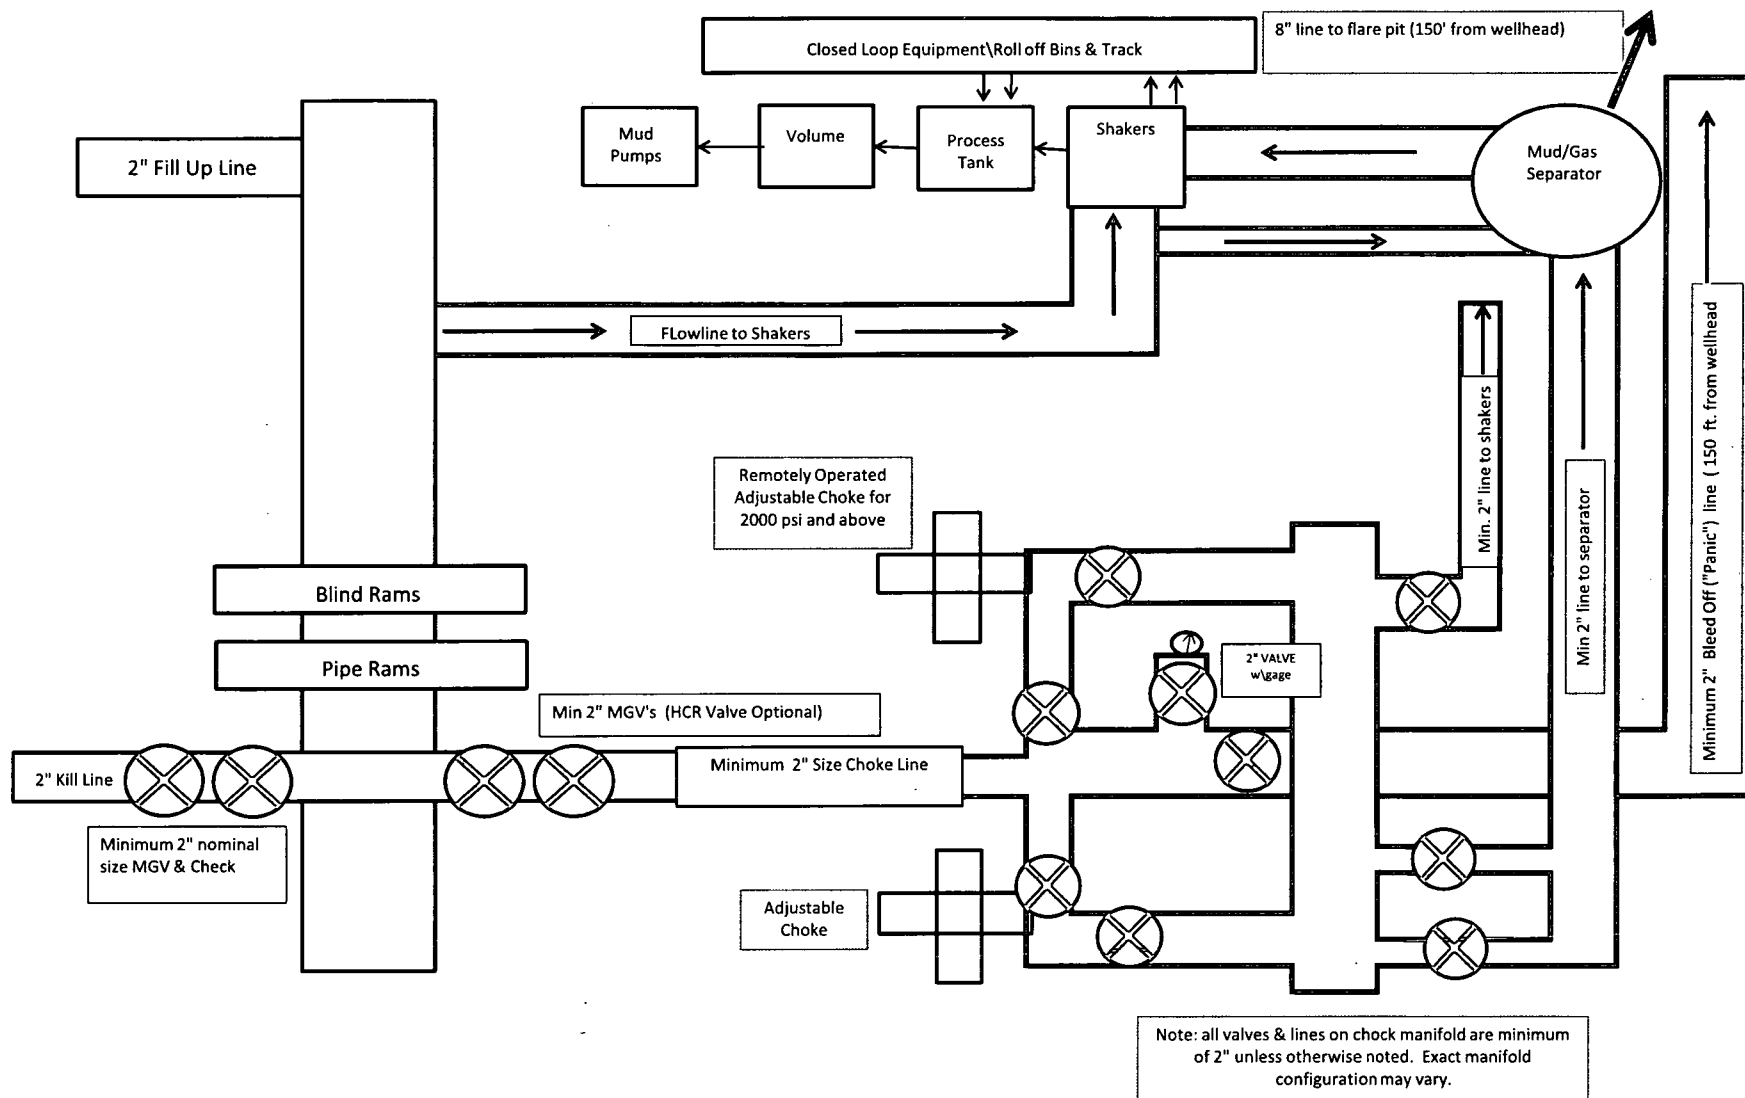 8" line to flare pit (150' from wellhead)
Closed Loop Equipment\Roll off Bins & Track
Mud
Pumps
Volume
Process
Tank
Shakers
Mud/Gas
Separator
2" Fill Up Line
FLowline to Shakers
Remotely Operated
Adjustable Choke for
2000 psi and above
Min. 2" line to shakers
Min 2" line to separator
Minimum 2" Bleed Off ("Panic") line ( 150 ft. from wellhead
Blind Rams
Pipe Rams
2" VALVE
w\gage
Min 2" MGV's (HCR Valve Optional)
2" Kill Line
Minimum 2" Size Choke Line
Minimum 2" nominal
size MGV & Check
Adjustable
Choke
Note: all valves & lines on chock manifold are minimum
of 2" unless otherwise noted. Exact manifold
configuration may vary.